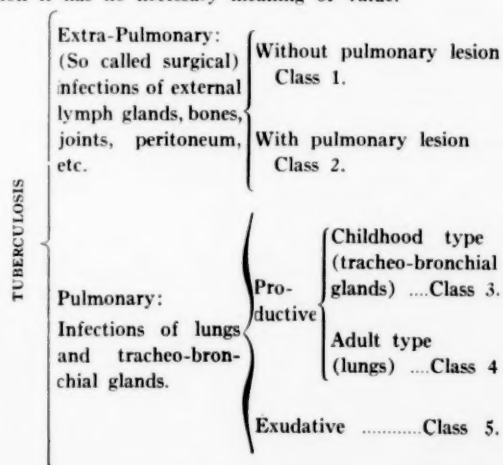 it has no necessary meaning or value.
Extra-Pulmonary:
(So called surgical)
infections of external
lymph glands, bones,
joints, peritoneum,
etc.
Without pulmonary lesion
Class 1.
With pulmonary lesion
Class 2.
TUBERCULOSIS
Pulmonary:
Infections of lungs
and tracheo-bron-
chial glands.
Pro-
ductive
Childhood type
(tracheo-bronchial
glands) ....Class 3.
Adult type
(lungs) ....Class 4
Exudative ............Class 5.